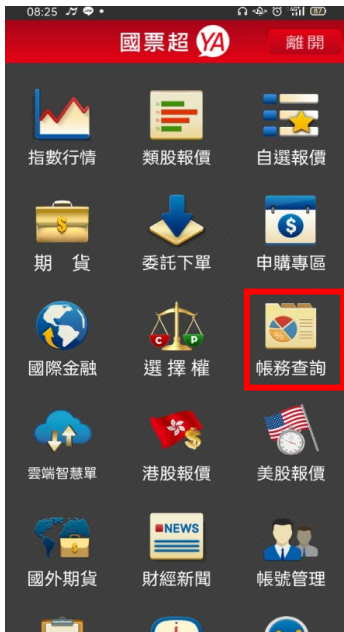 08:25
87
國票超 YA
離開
指數行情
類股報價
自選報價
$
$
期 貨
委託下單
申購專區
C P
國際金融
選擇權
帳務查詢
$
雲端智慧單
港股報價
美股報價
NEWS
國外期貨
財經新聞
帳號管理